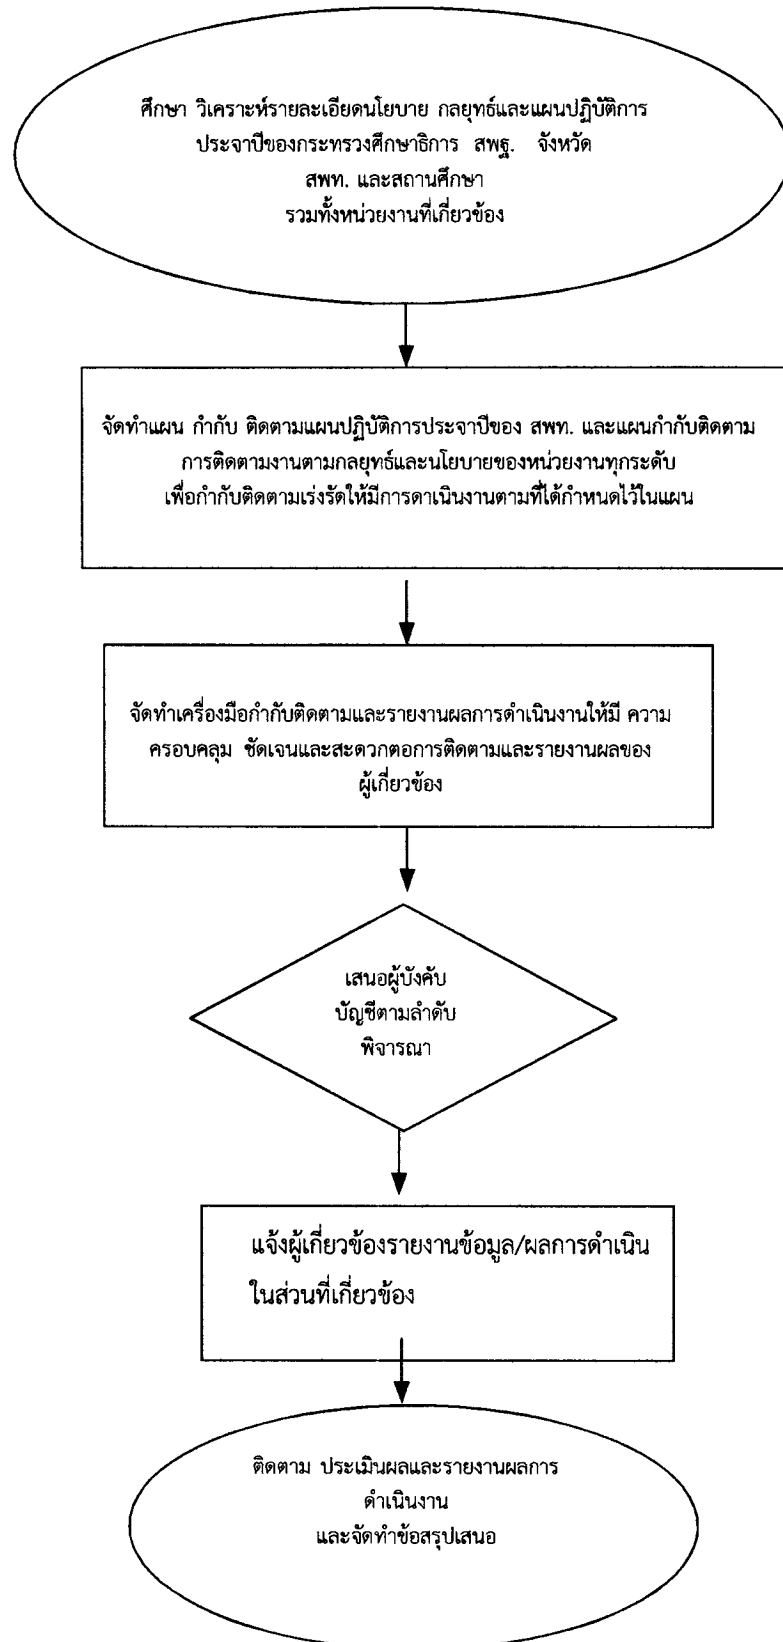 ศึกษา วิเคราะห์รายละเอียดนโยบาย กลยุทธ์และแผนปฏิบัติการ
ประจาปีของกระทรวงศึกษาธิการ สพฐ. จังหวัด
สพท. และสถานศึกษา
รวมทั้งหน่วยงานที่เกี่ยวข้อง
จัดทำแผน กำกับ ติดตามแผนปฏิบัติการประจาปีของ สพท. และแผนกำกับติดตาม
การติดตามงานตามกลยุทธ์และนโยบายของหน่วยงานทุกระดับ
เพื่อกำกับติดตามเร่งรัดให้มีการดาเนินงานตามที่ได้กำหนดไว้ในแผน
จัดทำเครื่องมือกำกับติดตามและรายงานผลการดำเนินงานให้มี ความ
ครอบคลุม ชัดเจนและสะดวกตอการติดตามและรายงานผลของ
ผู้เกี่ยวข้อง
เสนอผู้บังคับ
บัญชีตามลำดับ
พิจารณา
แจ้งผู้เกี่ยวข้องรายงานข้อมูล/ผลการดำเนิน
ในส่วนที่เกี่ยวข้อง
ติดตาม ประเมินผลและรายงานผลการ
ดำเนินงาน
และจัดทำข้อสรุปเสนอ